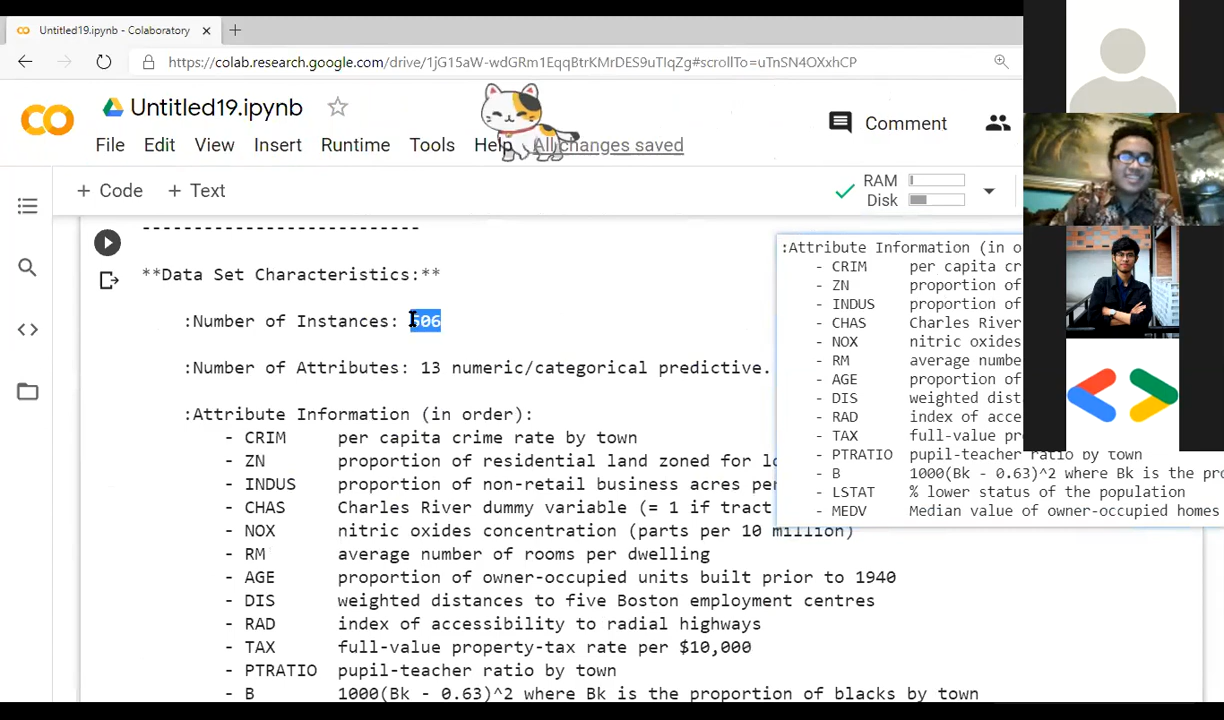 Untitled19.ipynb - Colaboratory
https://colab.research.google.com/drive/1jG15aW-wdGRm1EqqBtrKMrDES9uTlqZg#scrollTo=uTnSN4OXxhCP
CO
Untitled19.ipynb
Comment
File Edit View Insert Runtime Tools Help All changes saved
+ Code + Text
RAM
Disk
---------------------------
**Data Set Characteristics:**
:Number of Instances: 506
:Number of Attributes: 13 numeric/categorical predictive.
:Attribute Information (in order):
- CRIM per capita crime rate by town
- ZN proportion of residential land zoned for
- INDUS proportion of non-retail business acres per
- CHAS Charles River dummy variable (= 1 if tract
- NOX nitric oxides concentration (parts per 10 million)
- RM average number of rooms per dwelling
- AGE proportion of owner-occupied units built prior to 1940
- DIS weighted distances to five Boston employment centres
- RAD index of accessibility to radial highways
- TAX full-value property-tax rate per $10,000
- PTRATIO pupil-teacher ratio by town
- B 1000(Bk - 0.63)^2 where Bk is the proportion of blacks by town
:Attribute Information (in o
- CRIM per capita cr
- ZN proportion of
- INDUS proportion of
- CHAS Charles River
- NOX nitric oxides
- RM average numbe
- AGE proportion of
- DIS weighted dist
- RAD index of acce
- TAX full-value pr
- PTRATIO pupil-teacher ratio by town
- B 1000(Bk - 0.63)^2 where Bk is the pro
- LSTAT % lower status of the population
- MEDV Median value of owner-occupied homes